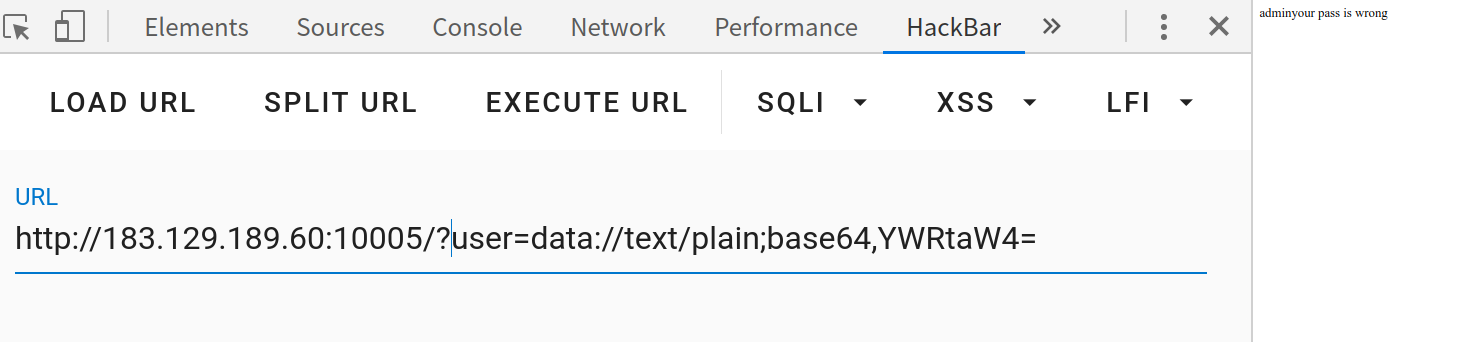 Elements Sources Console Network Performance HackBar
adminyour pass is wrong
LOAD URL SPLIT URL EXECUTE URL SQLI XSS LFI
URL
http://183.129.189.60:10005/?user=data://text/plain;base64,YWRtaW4=